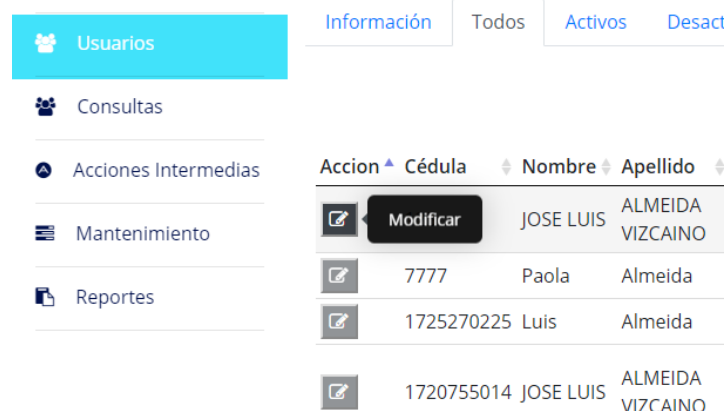 Usuarios
Consultas
Acciones Intermedias
Mantenimiento
Reportes
Información Todos Activos Desact
Accion Cédula Nombre Apellido
Modificar JOSE LUIS ALMEIDA
VIZCAINO
7777 Paola Almeida
1725270225 Luis Almeida
1720755014 JOSE LUIS ALMEIDA
VIZCAINO